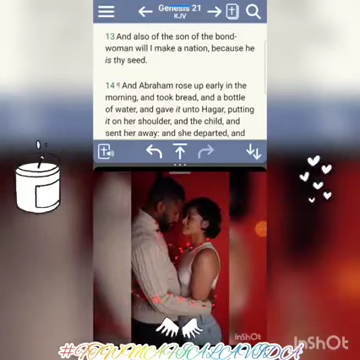 Genesis 21
KJV
13 And also of the son of the bond-
woman will I make a nation, because he
is thy seed.
14 ¶ And Abraham rose up early in the
morning, and took bread, and a bottle
of water, and gave it unto Hagar, putting
it on her shoulder, and the child, and
sent her away: and she departed, and
InShOt
InShOt